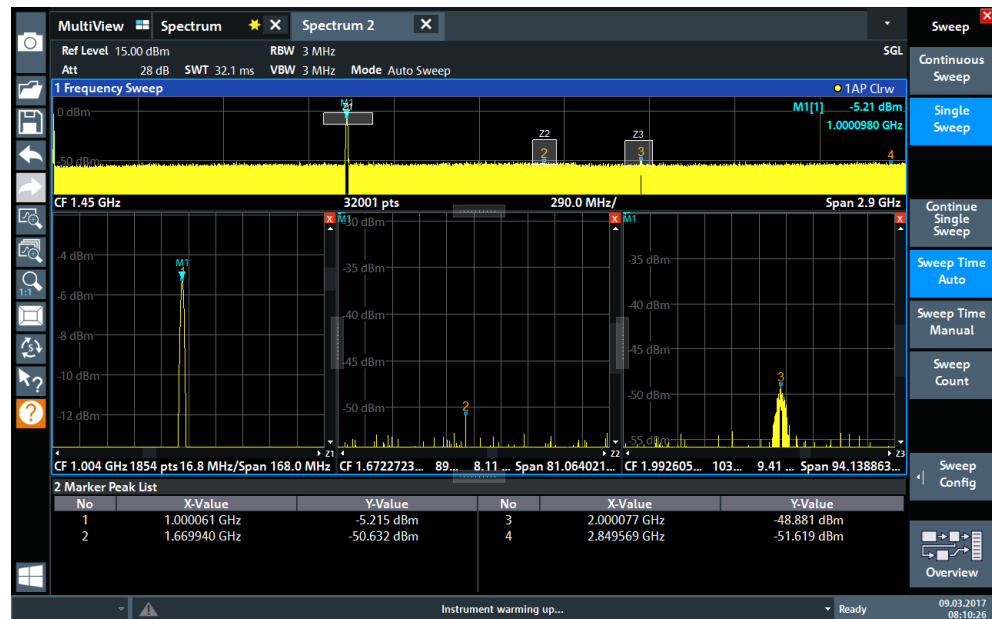 MultiView Spectrum Spectrum 2
Ref Level 15.00 dBm RBW 3 MHz SGL
Att 28 dB SWT 32.1 ms VBW 3 MHz Mode Auto Sweep
1 Frequency Sweep 1AP Clrw
0 dBm M1 M1[1] -5.21 dBm
1.0000980 GHz
Z2 Z3
2 3 4
-50 dBm
CF 1.45 GHz 32001 pts 290.0 MHz/ Span 2.9 GHz
M1 M1
-4 dBm
-6 dBm
-8 dBm
-10 dBm
-12 dBm
M1
-30 dBm
-35 dBm
-40 dBm
-45 dBm
-50 dBm
2
-35 dBm
-40 dBm
-45 dBm
-50 dBm
-55 dBm
3
Z1 Z2 Z3
CF 1.004 GHz 1854 pts 16.8 MHz/ Span 168.0 MHz CF 1.6722723... 89... 8.11 ... Span 81.064021... CF 1.992605... 103... 9.41 ... Span 94.138863...
2 Marker Peak List
No X-Value Y-Value No X-Value Y-Value
1 1.000061 GHz -5.215 dBm 3 2.000077 GHz -48.881 dBm
2 1.669940 GHz -50.632 dBm 4 2.849569 GHz -51.619 dBm
Instrument warming up... Ready 09.03.2017
08:10:26
Sweep
Continuous
Sweep
Single
Sweep
Continue
Single
Sweep
Sweep Time
Auto
Sweep Time
Manual
Sweep
Count
Sweep
Config
Overview
1:1